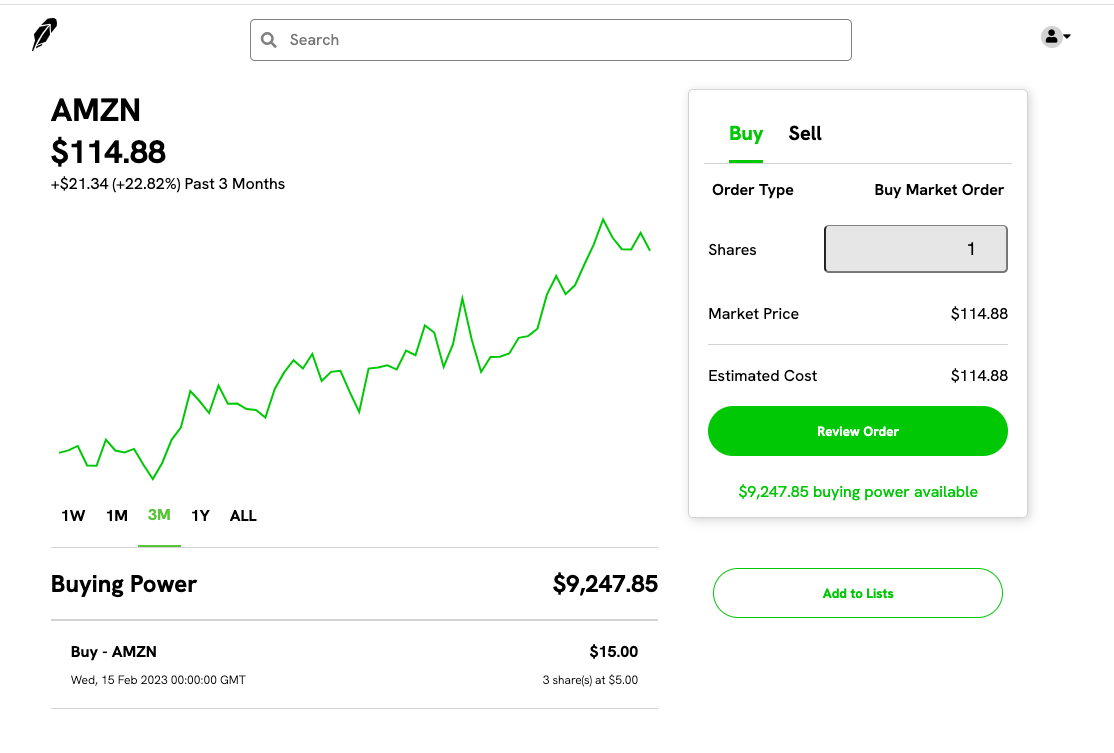 Search
AMZN
$114.88
+$21.34 (+22.82%) Past 3 Months
1W 1M 3M 1Y ALL
Buying Power $9,247.85
Buy - AMZN $15.00
Wed, 15 Feb 2023 00:00:00 GMT 3 share(s) at $5.00
Buy Sell
Order Type Buy Market Order
Shares 1
Market Price $114.88
Estimated Cost $114.88
Review Order
$9,247.85 buying power available
Add to Lists